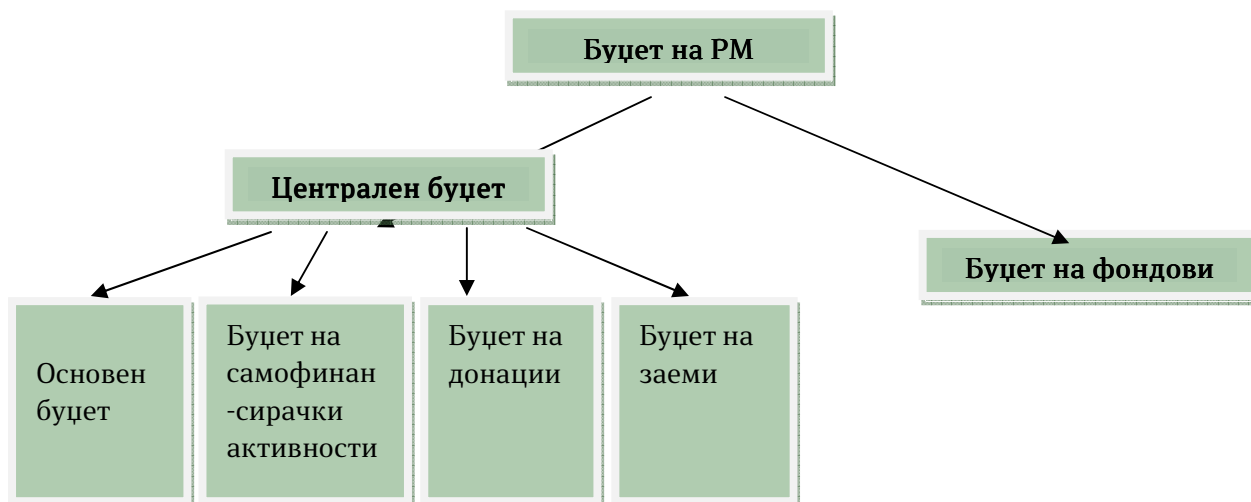 Буџет на РМ
Централен буџет
Буџет на фондови
Основен
буџет
Буџет на
самофинан
-сирачки
активности
Буџет на
донации
Буџет на
заеми